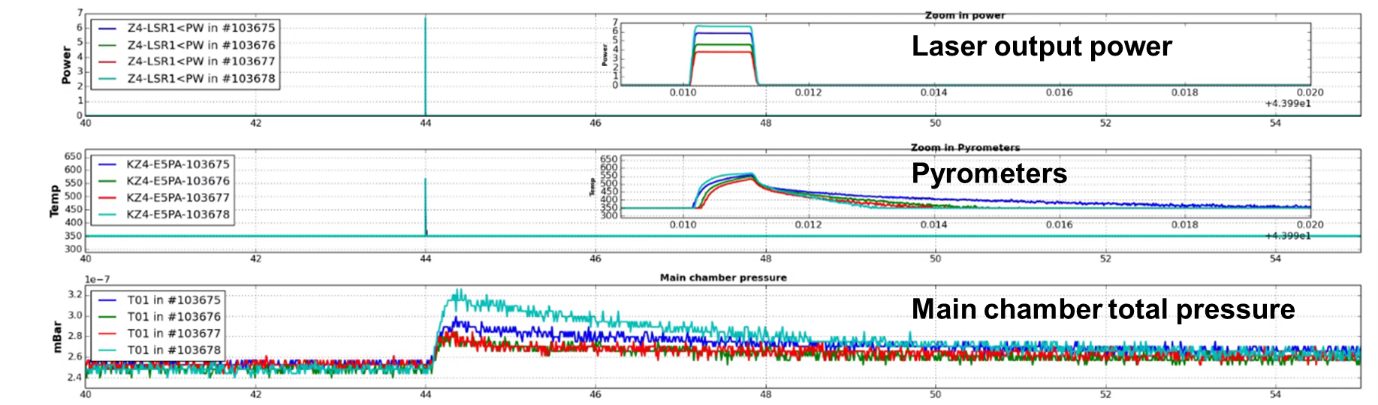 Zoom in power
Laser output power
Power
7
6
5
4
3
2
1
0
Z4-LSR1<PW in #103675
Z4-LSR1<PW in #103676
Z4-LSR1<PW in #103677
Z4-LSR1<PW in #103678
Power
7
6
5
4
3
2
1
0
0.010 0.012 0.014 0.016 0.018 0.020
+4.399e1
40 42 44 46 48 50 52 54
Zoom in Pyrometers
Pyrometers
Temp
650
600
550
500
450
400
350
300
KZ4-E5PA-103675
KZ4-E5PA-103676
KZ4-E5PA-103677
KZ4-E5PA-103678
Temp
650
600
550
500
450
400
350
300
0.010 0.012 0.014 0.016 0.018 0.020
+4.399e1
40 42 44 46 48 50 52 54
Main chamber pressure
Main chamber total pressure
1e−7
mBar
3.2
3.0
2.8
2.6
2.4
T01 in #103675
T01 in #103676
T01 in #103677
T01 in #103678
40 42 44 46 48 50 52 54